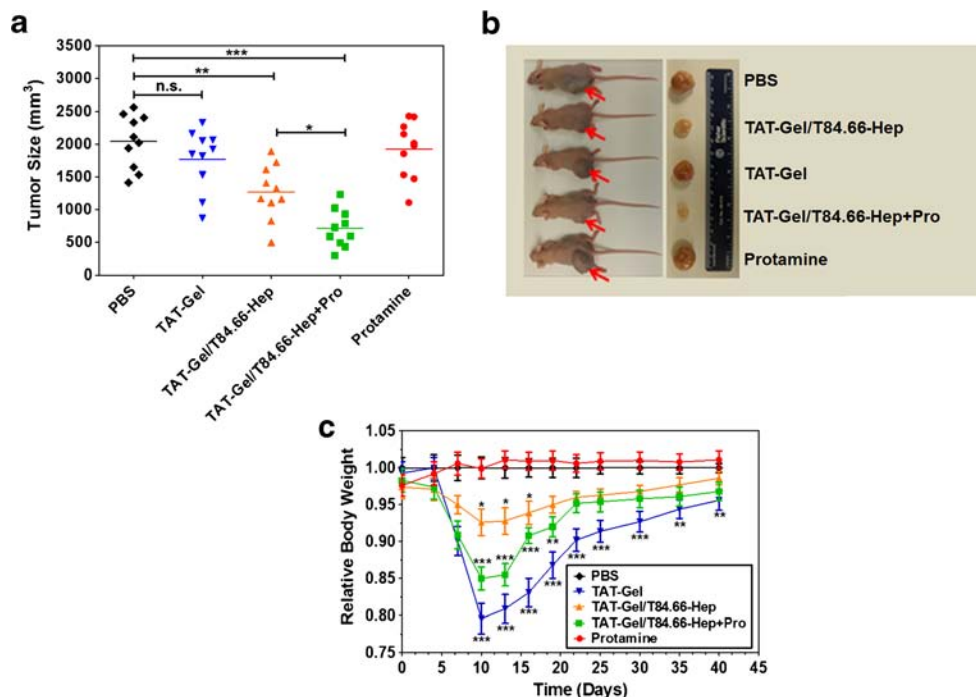 a
Tumor Size (mm³)
3500
3000
2500
2000
1500
1000
500
0
***
**
n.s.
*
PBS
TAT-Gel
TAT-Gel/T84.66-Hep
TAT-Gel/T84.66-Hep+Pro
Protamine
b
PBS
TAT-Gel/T84.66-Hep
TAT-Gel
TAT-Gel/T84.66-Hep+Pro
Protamine
c
Relative Body Weight
1.05
1.00
0.95
0.90
0.85
0.80
0.75
* * *
*** *** *** ** *** *** *** ** **
*** *** *** ***
PBS
TAT-Gel
TAT-Gel/T84.66-Hep
TAT-Gel/T84.66-Hep+Pro
Protamine
0 5 10 15 20 25 30 35 40 45
Time (Days)